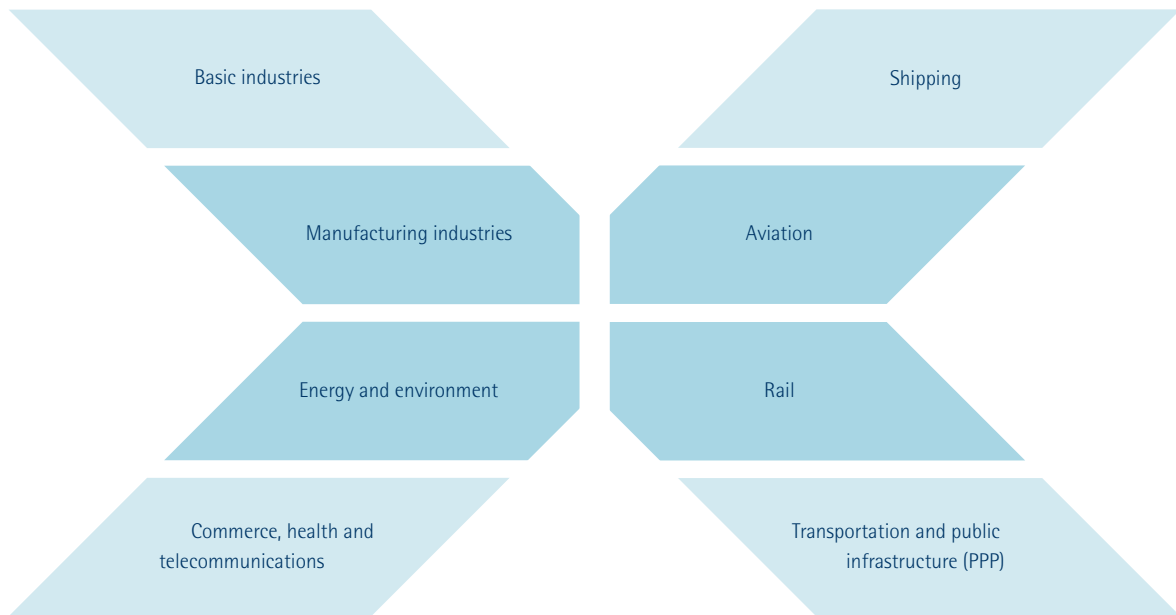 Basic industries
Shipping
Manufacturing industries
Aviation
Energy and environment
Rail
Commerce, health and
telecommunications
Transportation and public
infrastructure (PPP)